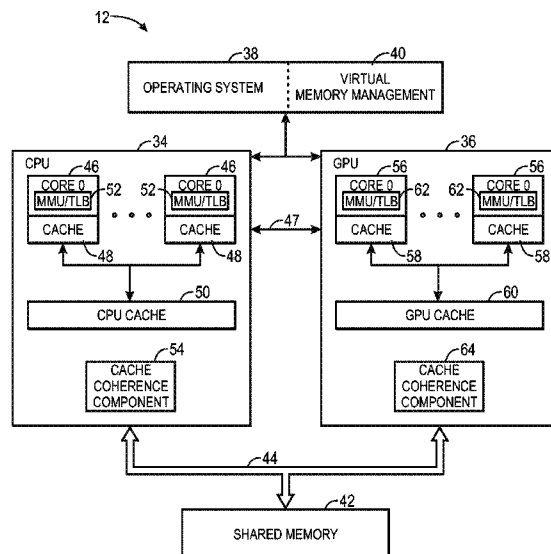 12
38
40
OPERATING SYSTEM
VIRTUAL
MEMORY MANAGEMENT
34
36
CPU
46
46
CORE 0
52
52
CORE 0
MMU/TLB
MMU/TLB
CACHE
CACHE
48
48
50
CPU CACHE
54
CACHE
COHERENCE
COMPONENT
47
GPU
56
56
CORE 0
62
62
CORE 0
MMU/TLB
MMU/TLB
CACHE
CACHE
58
58
60
GPU CACHE
64
CACHE
COHERENCE
COMPONENT
44
42
SHARED MEMORY